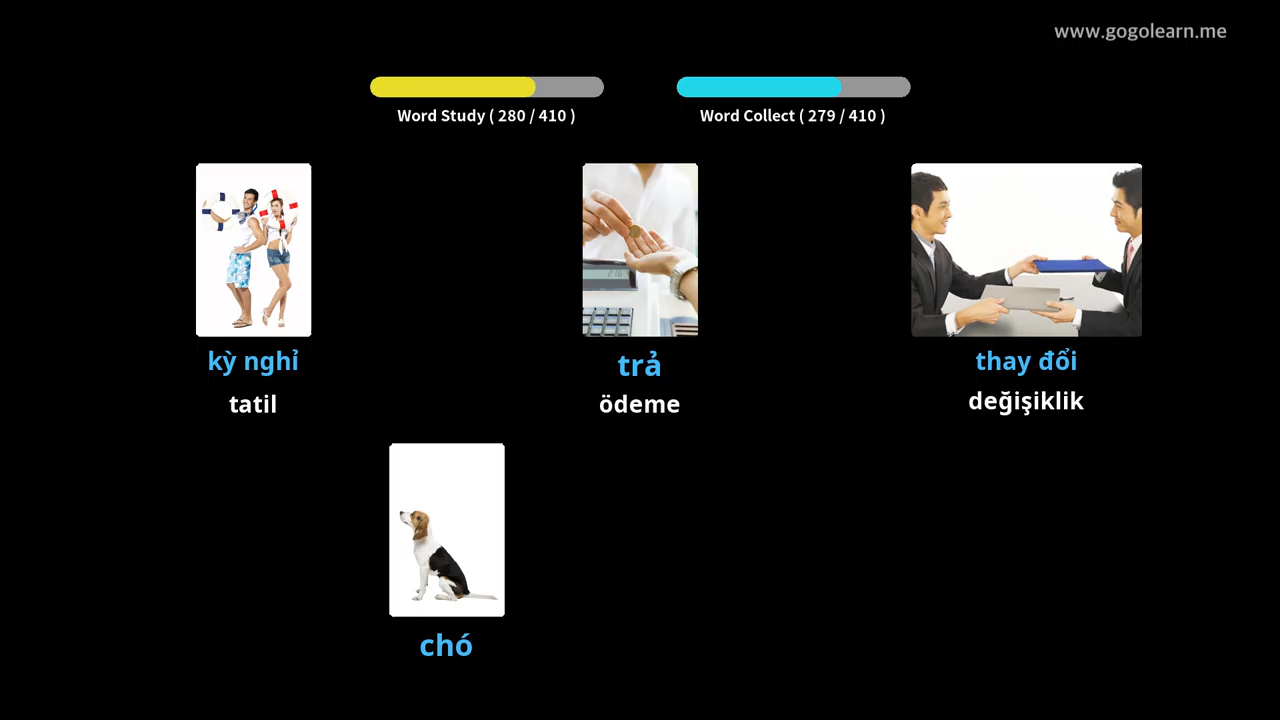 www.gogolearn.me
Word Study ( 280 / 410 )
Word Collect ( 279 / 410 )
kỳ nghỉ
tatil
trả
ödeme
thay đổi
değişiklik
chó